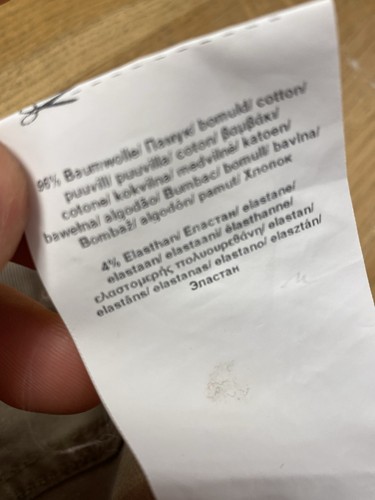 96% Baumwolle/ Памук/ bomuld/ cotton/
puuvill/ puuvilla/ coton/ βαμβάκι/
cotone/ kokvilna/ medvilnė/ katoen/
bawełna/ algodão/ Bumbac/ bomull/ bavlna/
Bombaž/ algodón/ pamut/ Хлопок
4% Elasthan/ Еластан/ elastane/
elastaan/ elastaani/ élasthanne/
ελαστομερής πολυουρεθάνη/ elastan/
elastāns/ elastanas/ elastano/ elasztán/
Эластан